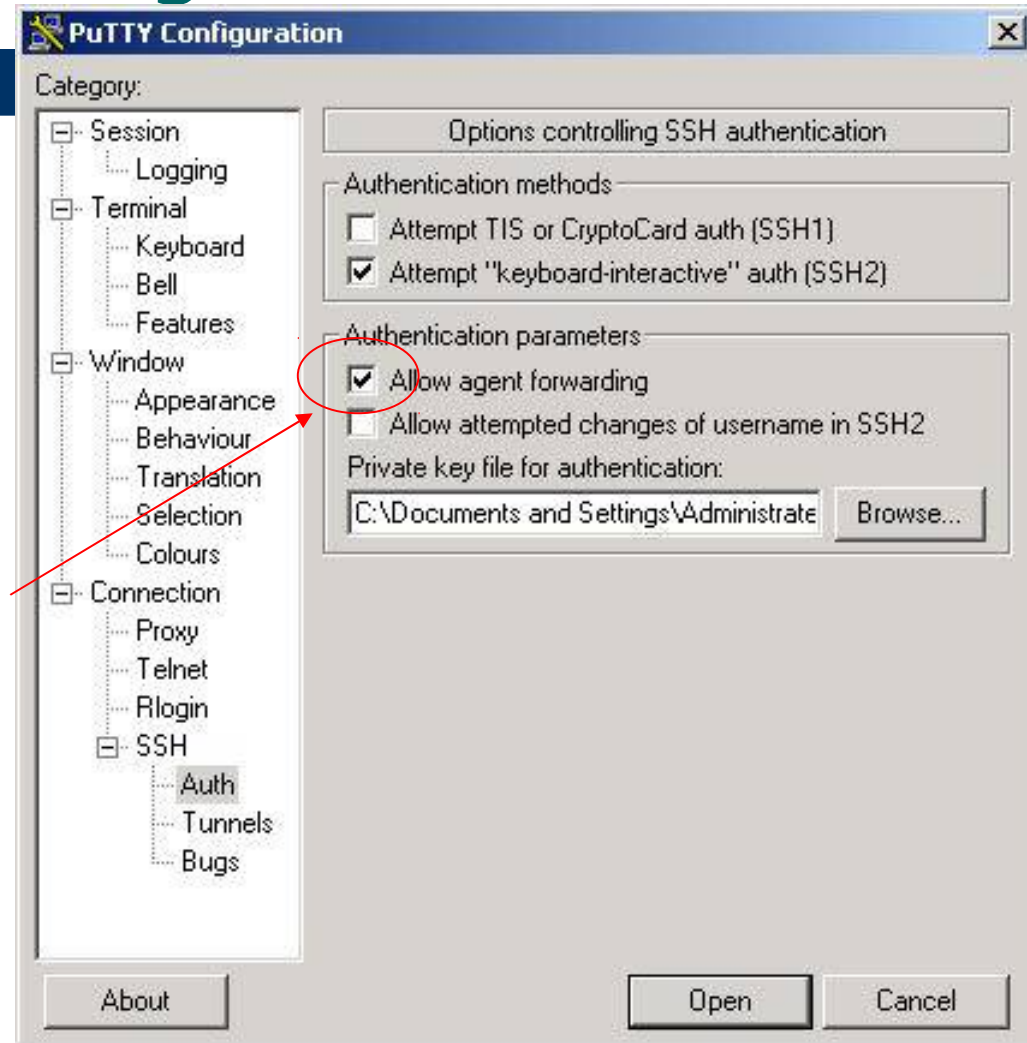 PuTTY Configuration
Category:
Session
Logging
Terminal
Keyboard
Bell
Features
Window
Appearance
Behaviour
Translation
Selection
Colours
Connection
Proxy
Telnet
Rlogin
SSH
Auth
Tunnels
Bugs
Options controlling SSH authentication
Authentication methods
Attempt TIS or CryptoCard auth (SSH1)
Attempt "keyboard-interactive" auth (SSH2)
Authentication parameters
Allow agent forwarding
Allow attempted changes of username in SSH2
Private key file for authentication:
C:\Documents and Settings\Administrate
Browse...
About
Open
Cancel